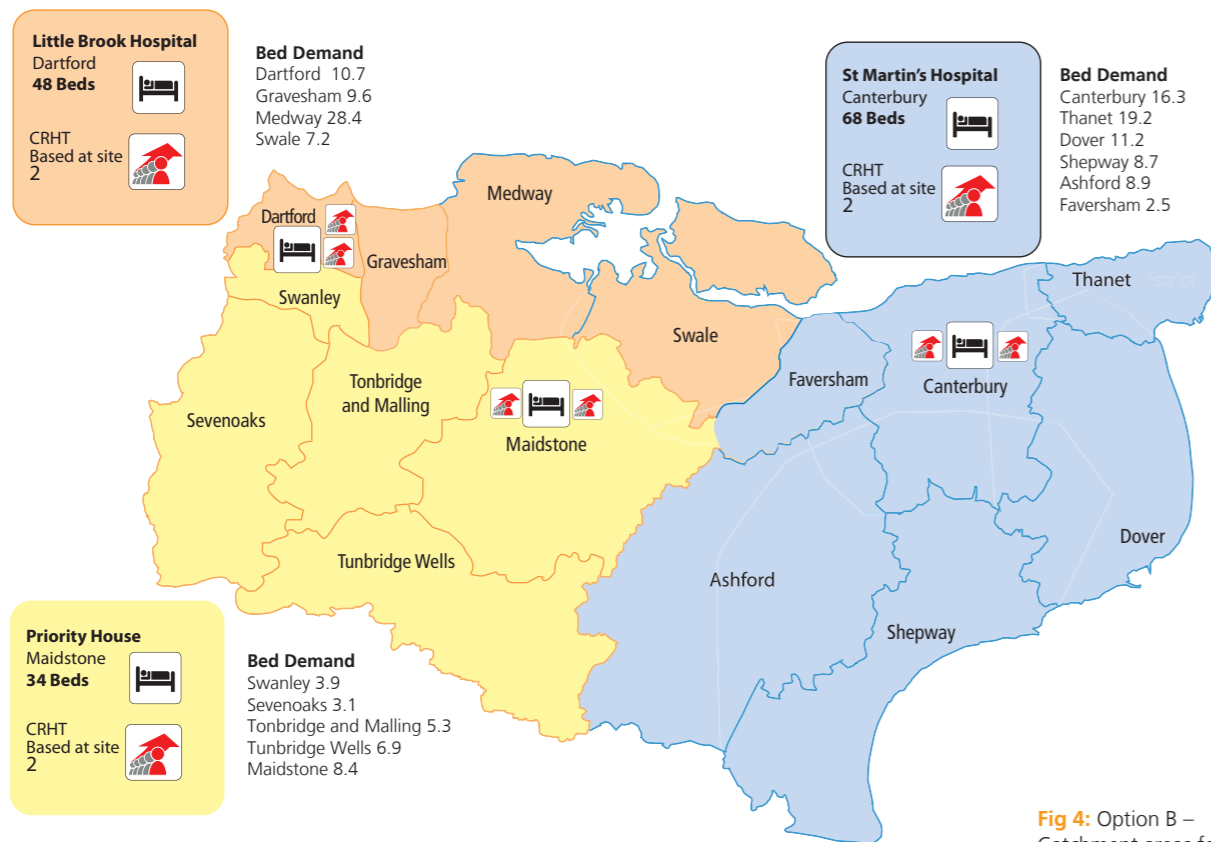 Little Brook Hospital
Dartford
48 Beds
CRHT
Based at site
2
Bed Demand
Dartford 10.7
Gravesham 9.6
Medway 28.4
Swale 7.2
St Martin's Hospital
Canterbury
68 Beds
CRHT
Based at site
2
Bed Demand
Canterbury 16.3
Thanet 19.2
Dover 11.2
Shepway 8.7
Ashford 8.9
Faversham 2.5
Medway
Dartford
Gravesham
Swanley
Swale
Thanet
Faversham
Canterbury
Tonbridge
and Malling
Sevenoaks
Maidstone
Dover
Tunbridge Wells
Ashford
Shepway
Priority House
Maidstone
34 Beds
CRHT
Based at site
2
Bed Demand
Swanley 3.9
Sevenoaks 3.1
Tonbridge and Malling 5.3
Tunbridge Wells 6.9
Maidstone 8.4
Fig 4: Option B –